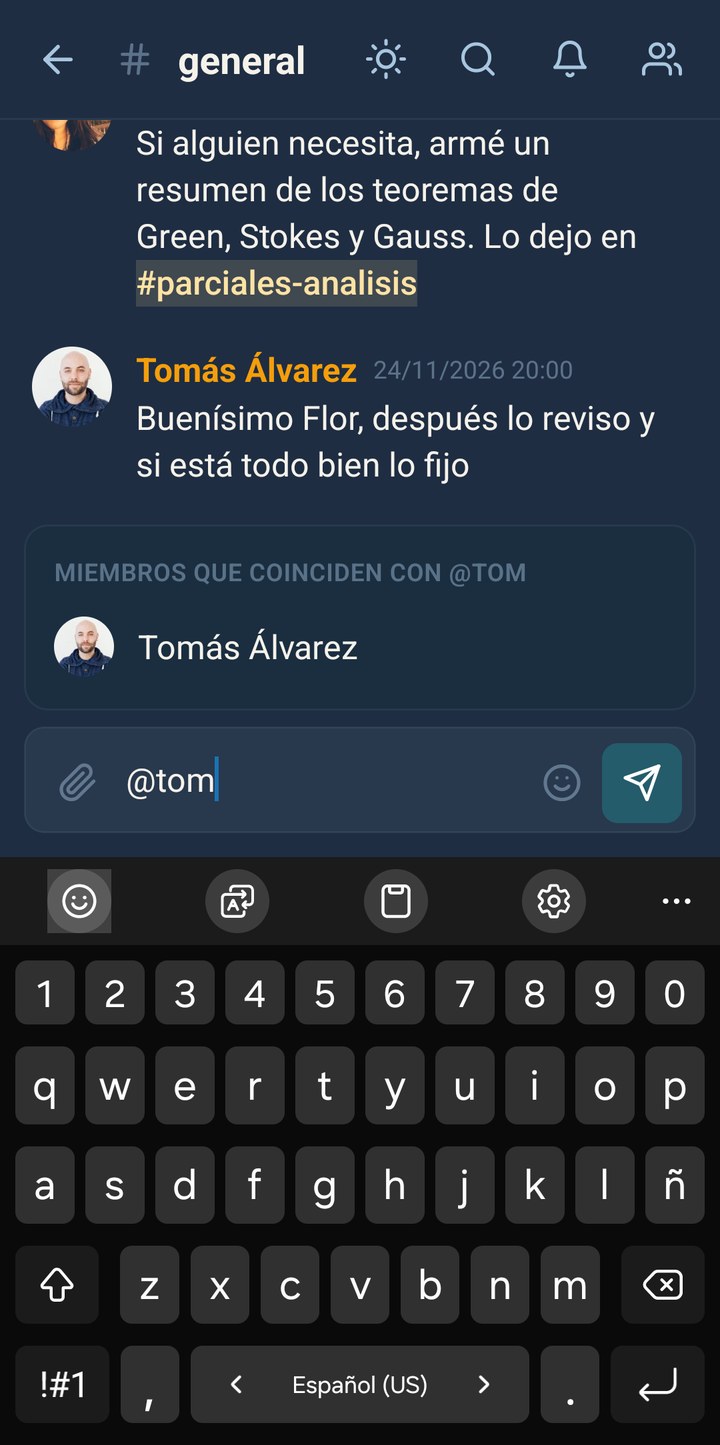 # general
Si alguien necesita, armé un
resumen de los teoremas de
Green, Stokes y Gauss. Lo dejo en
#parciales-analisis
Tomás Álvarez 24/11/2026 20:00
Buenísimo Flor, después lo reviso y
si está todo bien lo fijo
MIEMBROS QUE COINCIDEN CON @TOM
Tomás Álvarez
@tom
1 2 3 4 5 6 7 8 9 0
q w e r t y u i o p
a s d f g h j k l ñ
z x c v b n m
!#1 , < Español (US) > .